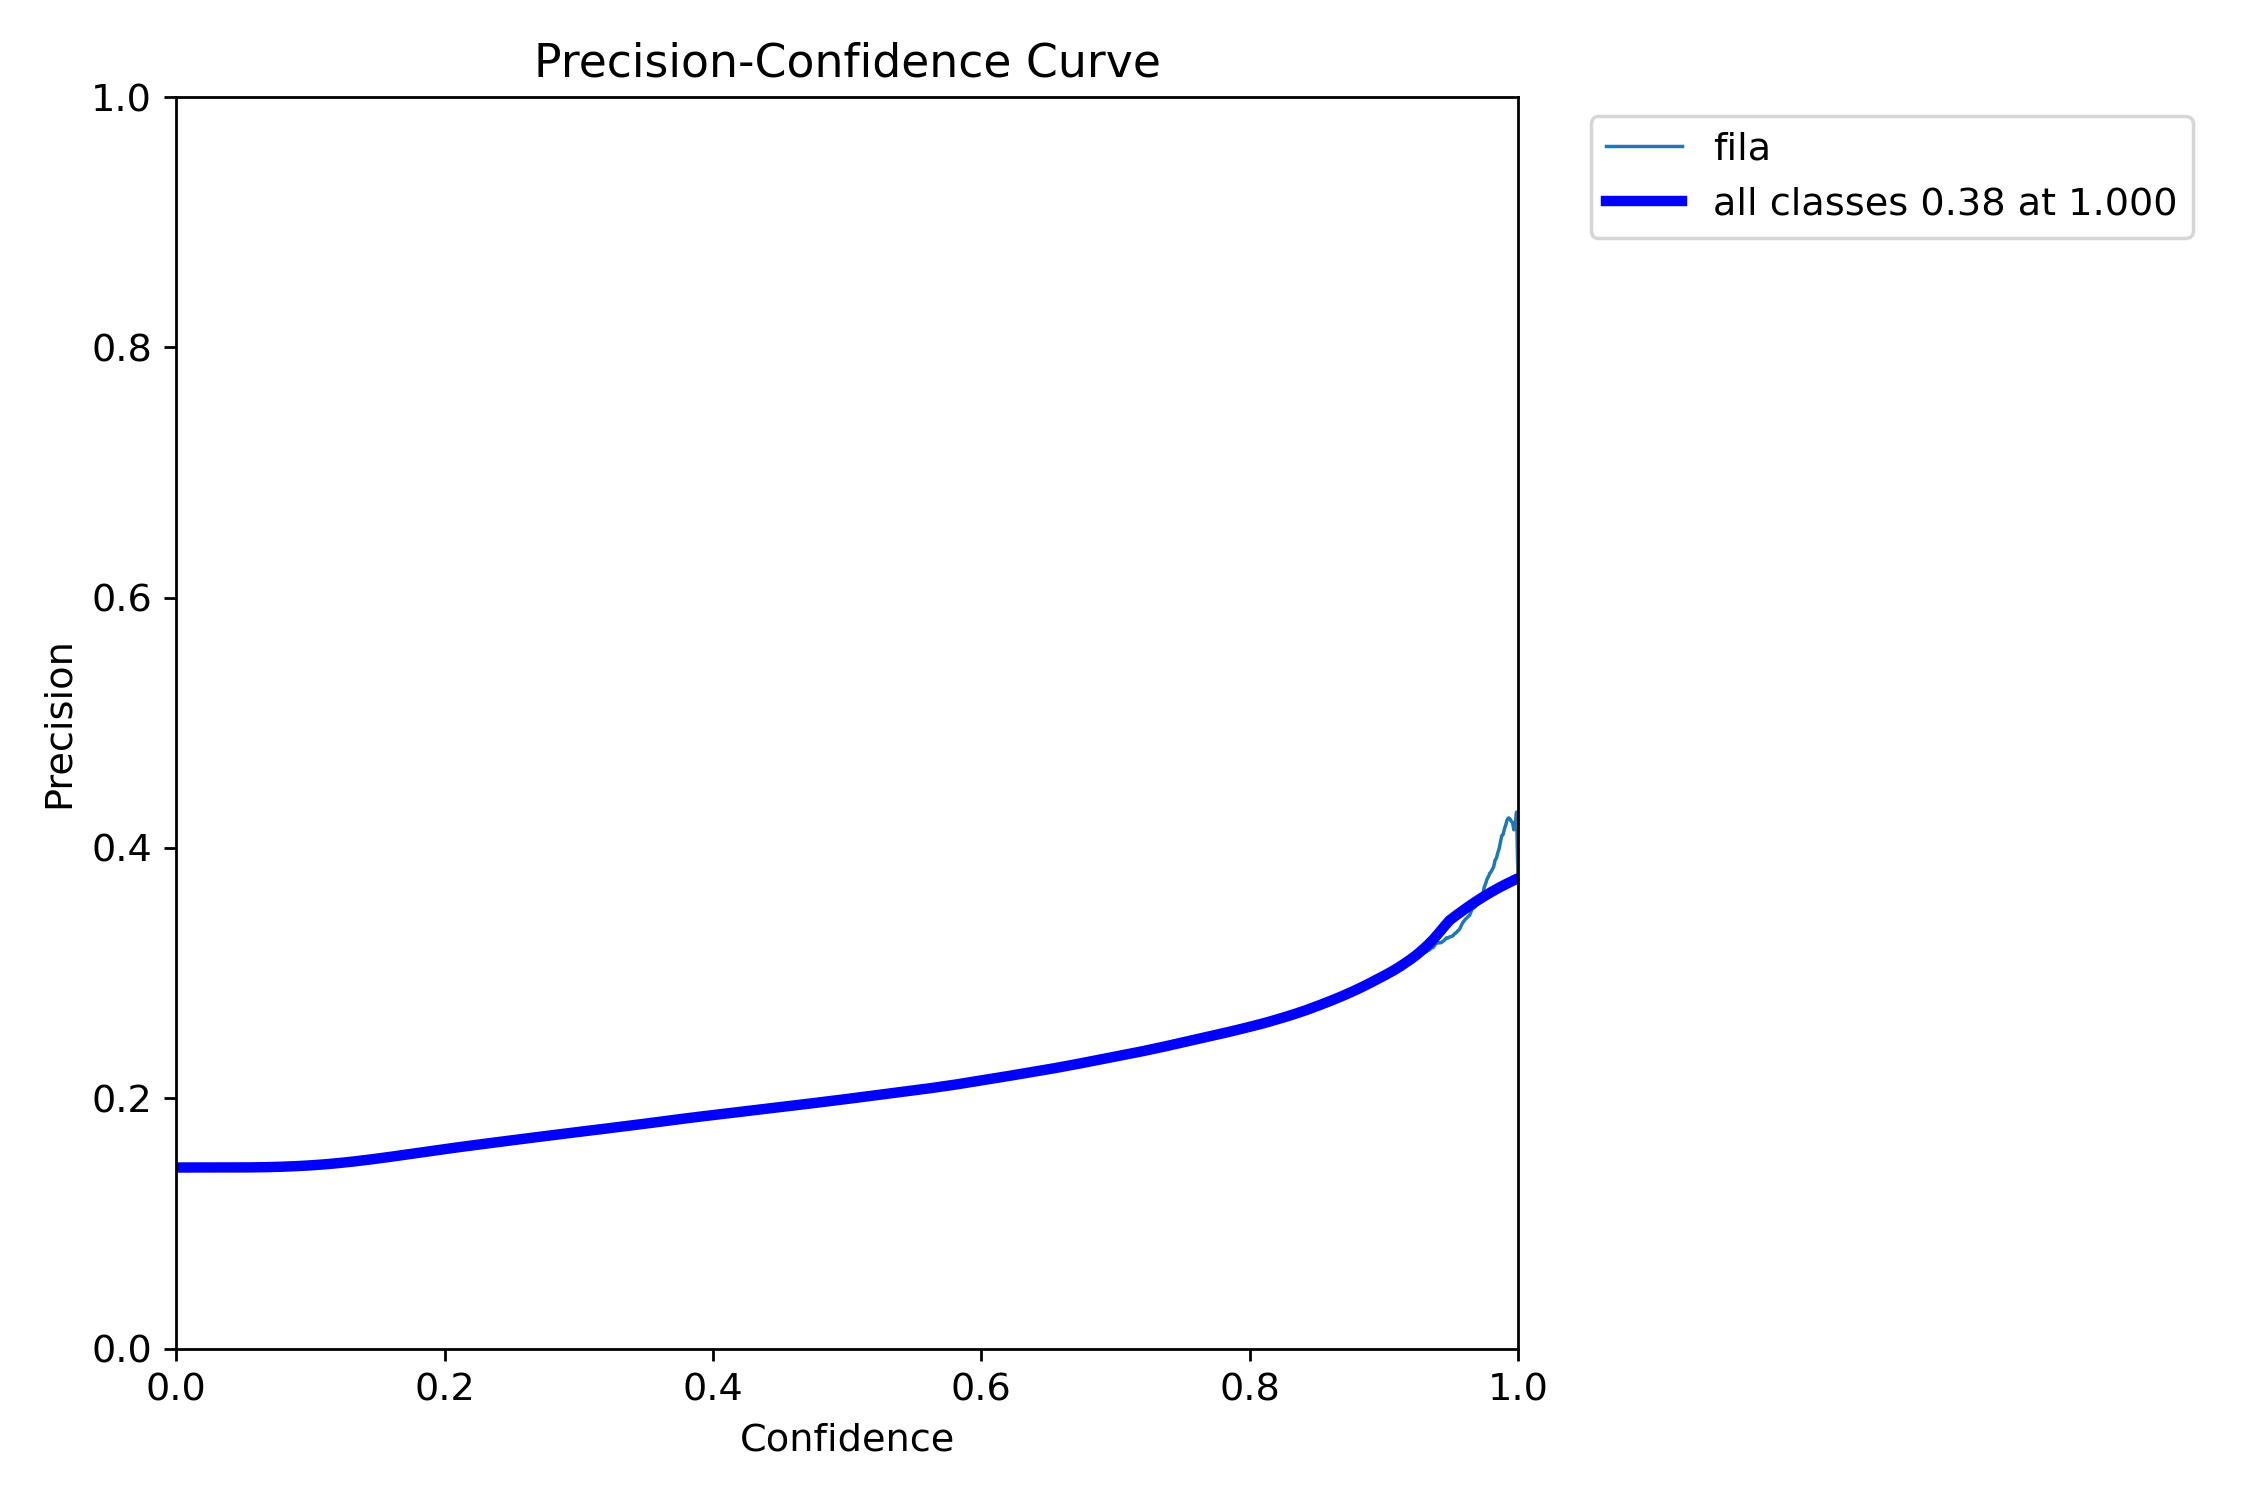 Precision-Confidence Curve
1.0
0.8
0.6
0.4
0.2
0.0
Precision
0.0 0.2 0.4 0.6 0.8 1.0
Confidence
fila
all classes 0.38 at 1.000